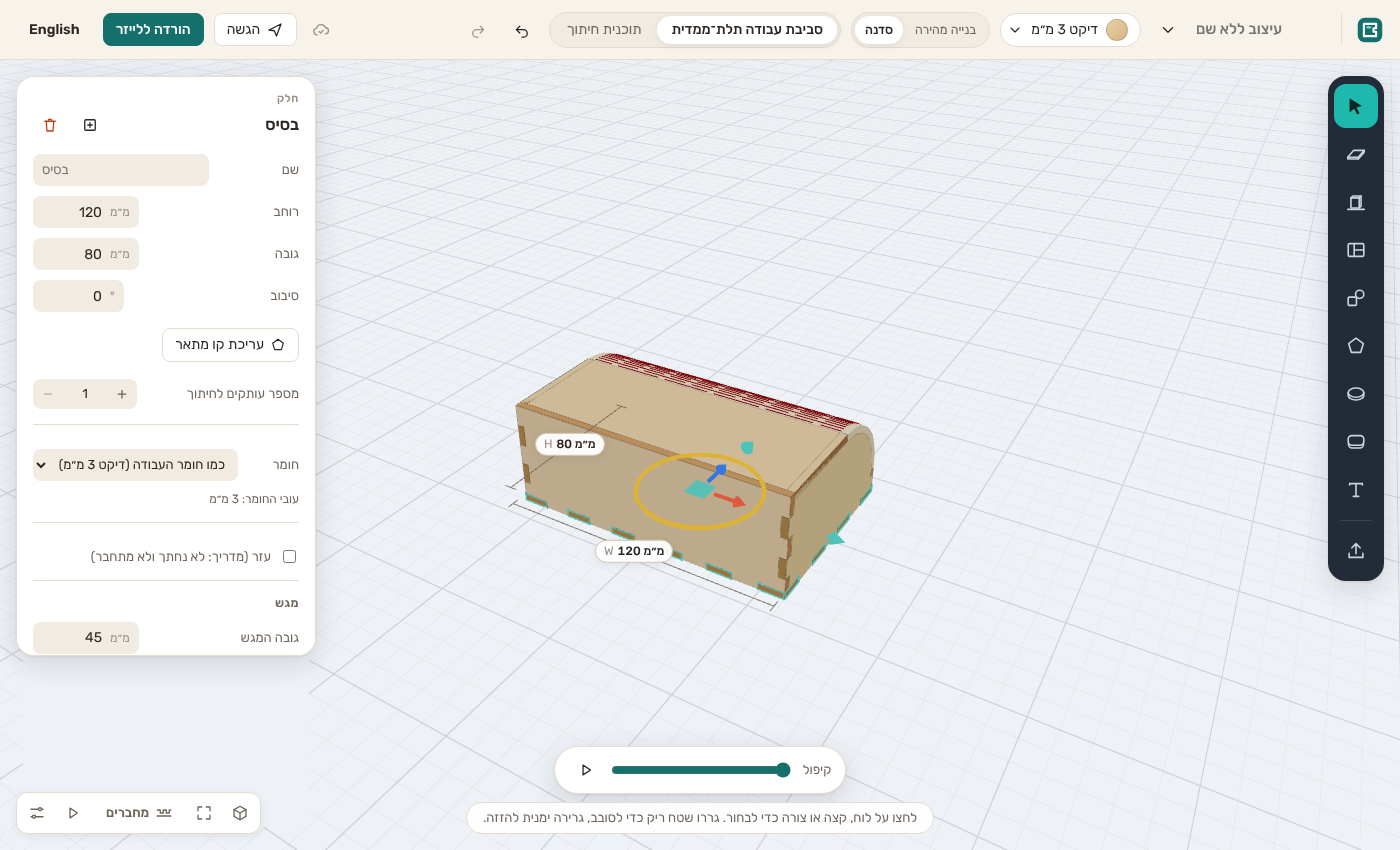 עיצוב ללא שם
דיקט 3 מ״מ
בנייה מהירה
סדנה
סביבת עבודה תלת־ממדית
תוכנית חיתוך
הגשה
הורדה ללייזר
English
חלק
בסיס
שם
בסיס
רוחב
120 מ״מ
גובה
80 מ״מ
סיבוב
0 °
עריכת קו מתאר
מספר עותקים לחיתוך
+ 1 −
חומר
כמו חומר העבודה (דיקט 3 מ״מ)
עובי החומר: 3 מ״מ
עזר (מדריך: לא נחתך ולא מתחבר)
מגש
גובה המגש
45 מ״מ
H 80 מ״מ
W 120 מ״מ
קיפול
לחצו על לוח, קצה או צורה כדי לבחור. גררו שטח ריק כדי לסובב, גרירה ימנית להזזה.
מחברים